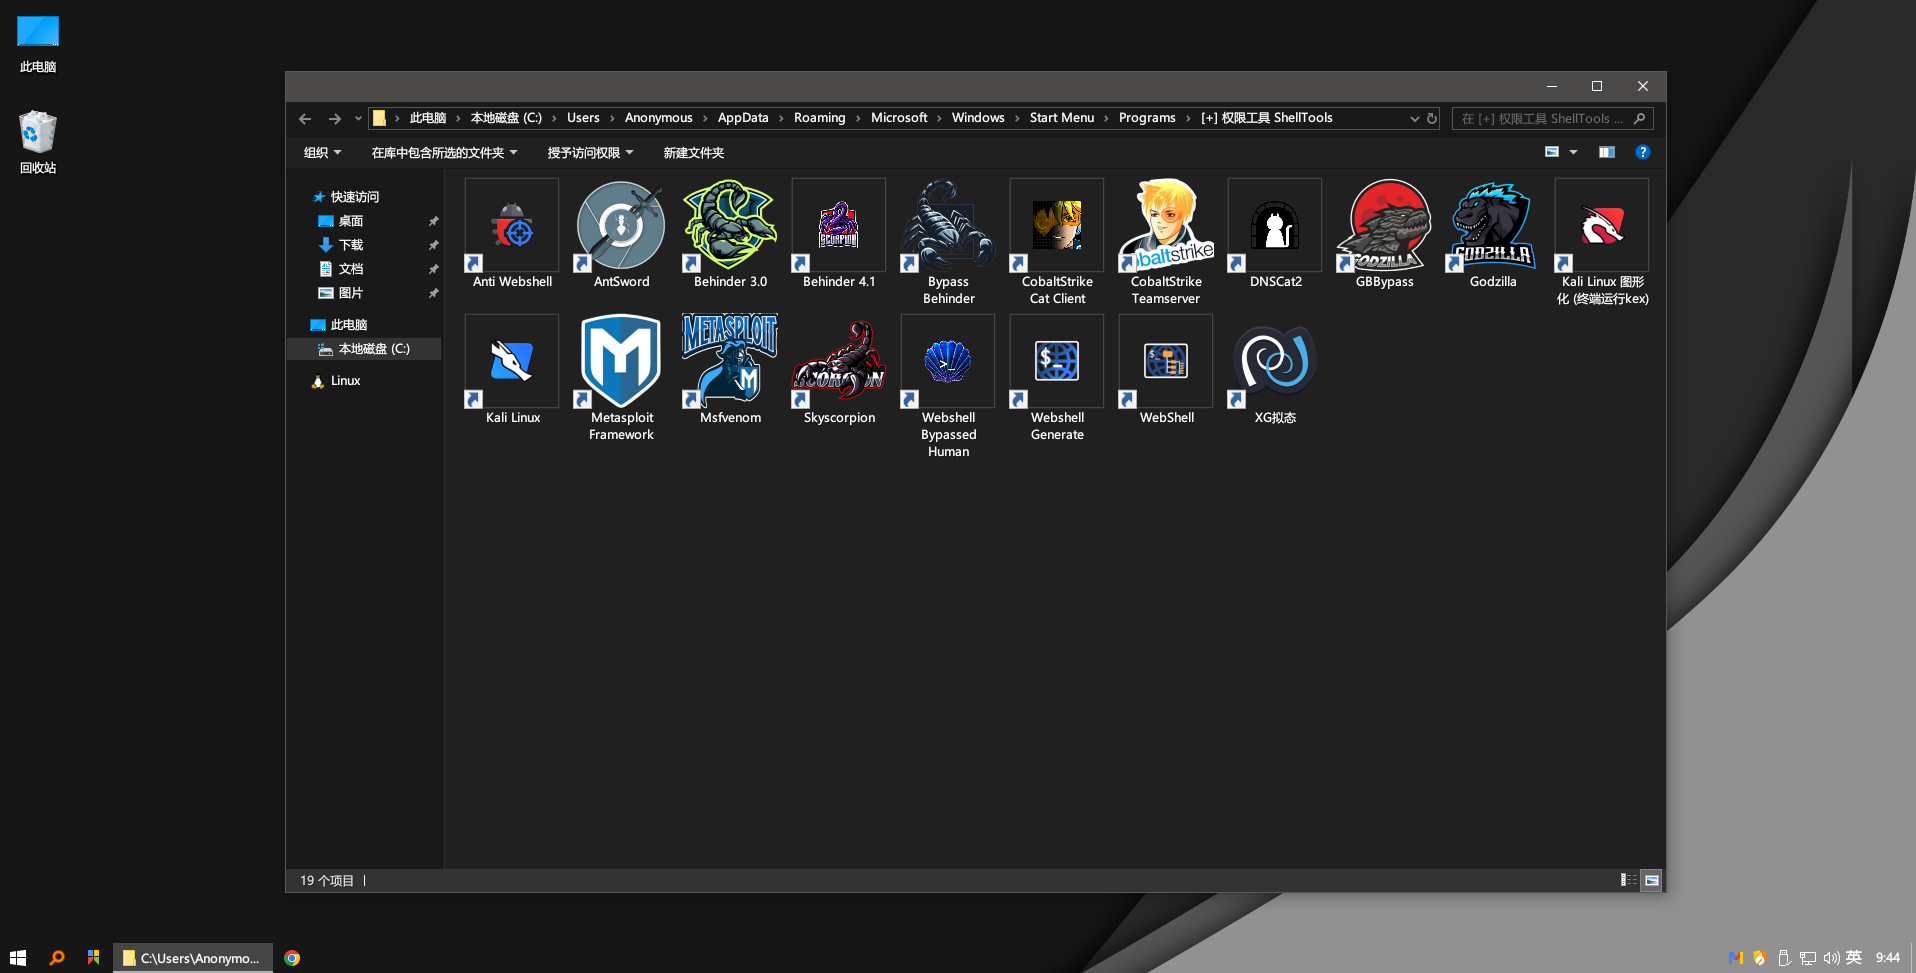 此电脑
回收站
此电脑 本地磁盘 (C:) Users Anonymous AppData Roaming Microsoft Windows Start Menu Programs [+] 权限工具 ShellTools
在 [+] 权限工具 ShellTools ...
组织 在库中包含所选的文件夹 授予访问权限 新建文件夹
快速访问
桌面
下载
文档
图片
此电脑
本地磁盘 (C:)
Linux
GODZILLA
SCORPION
cobaltstrike
Anti Webshell
AntSword
Behinder 3.0
Behinder 4.1
Bypass
Behinder
CobaltStrike
Cat Client
CobaltStrike
Teamserver
DNSCat2
GBBypass
Godzilla
Kali Linux 图形
化 (终端运行kex)
METASPLOIT
Kali Linux
Metasploit
Framework
Msfvenom
Skyscorpion
Webshell
Bypassed
Human
Webshell
Generate
WebShell
XG拟态
19 个项目
C:\Users\Anonymo...
英
9:44